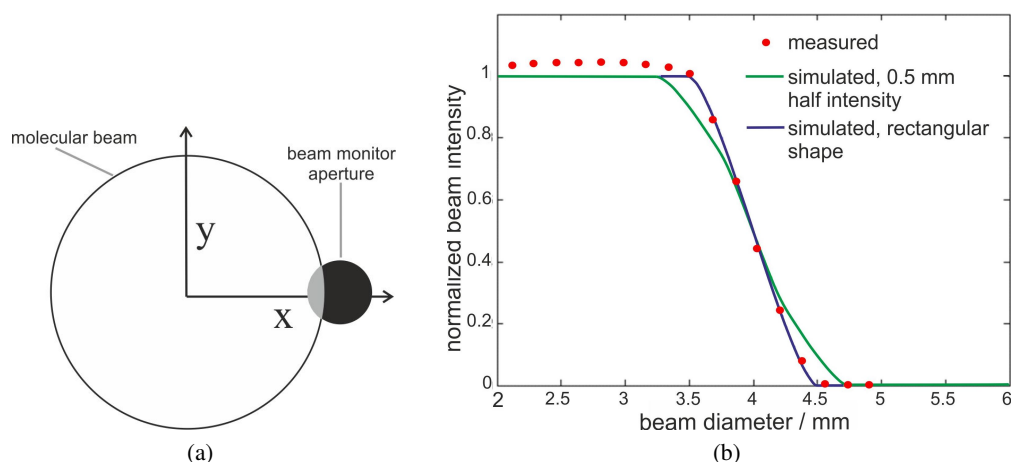 molecular beam
beam monitor
aperture
y
x
(a)
normalized beam intensity
1
0.8
0.6
0.4
0.2
0
2
2.5
3
3.5
4
4.5
5
5.5
6
beam diameter / mm
measured
simulated, 0.5 mm
half intensity
simulated, rectangular
shape
(b)